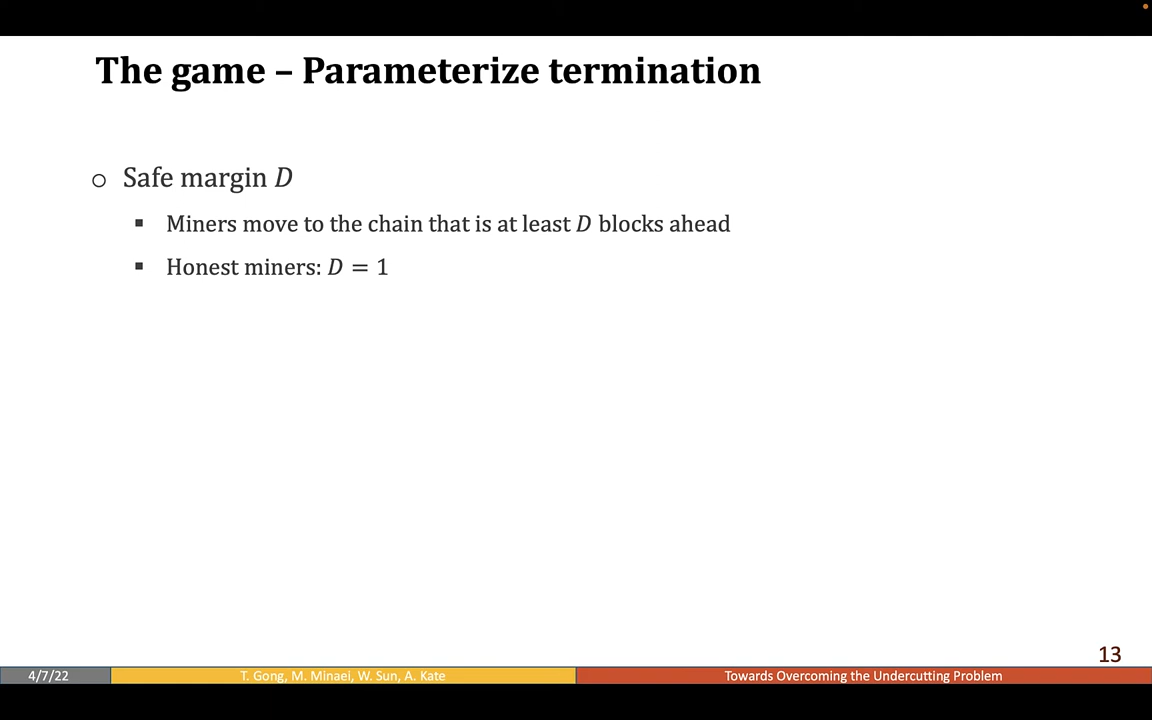 The game – Parameterize termination
Safe margin D
Miners move to the chain that is at least D blocks ahead
Honest miners: D = 1
13
4/7/22
T. Gong, M. Minaei, W. Sun, A. Kate
Towards Overcoming the Undercutting Problem